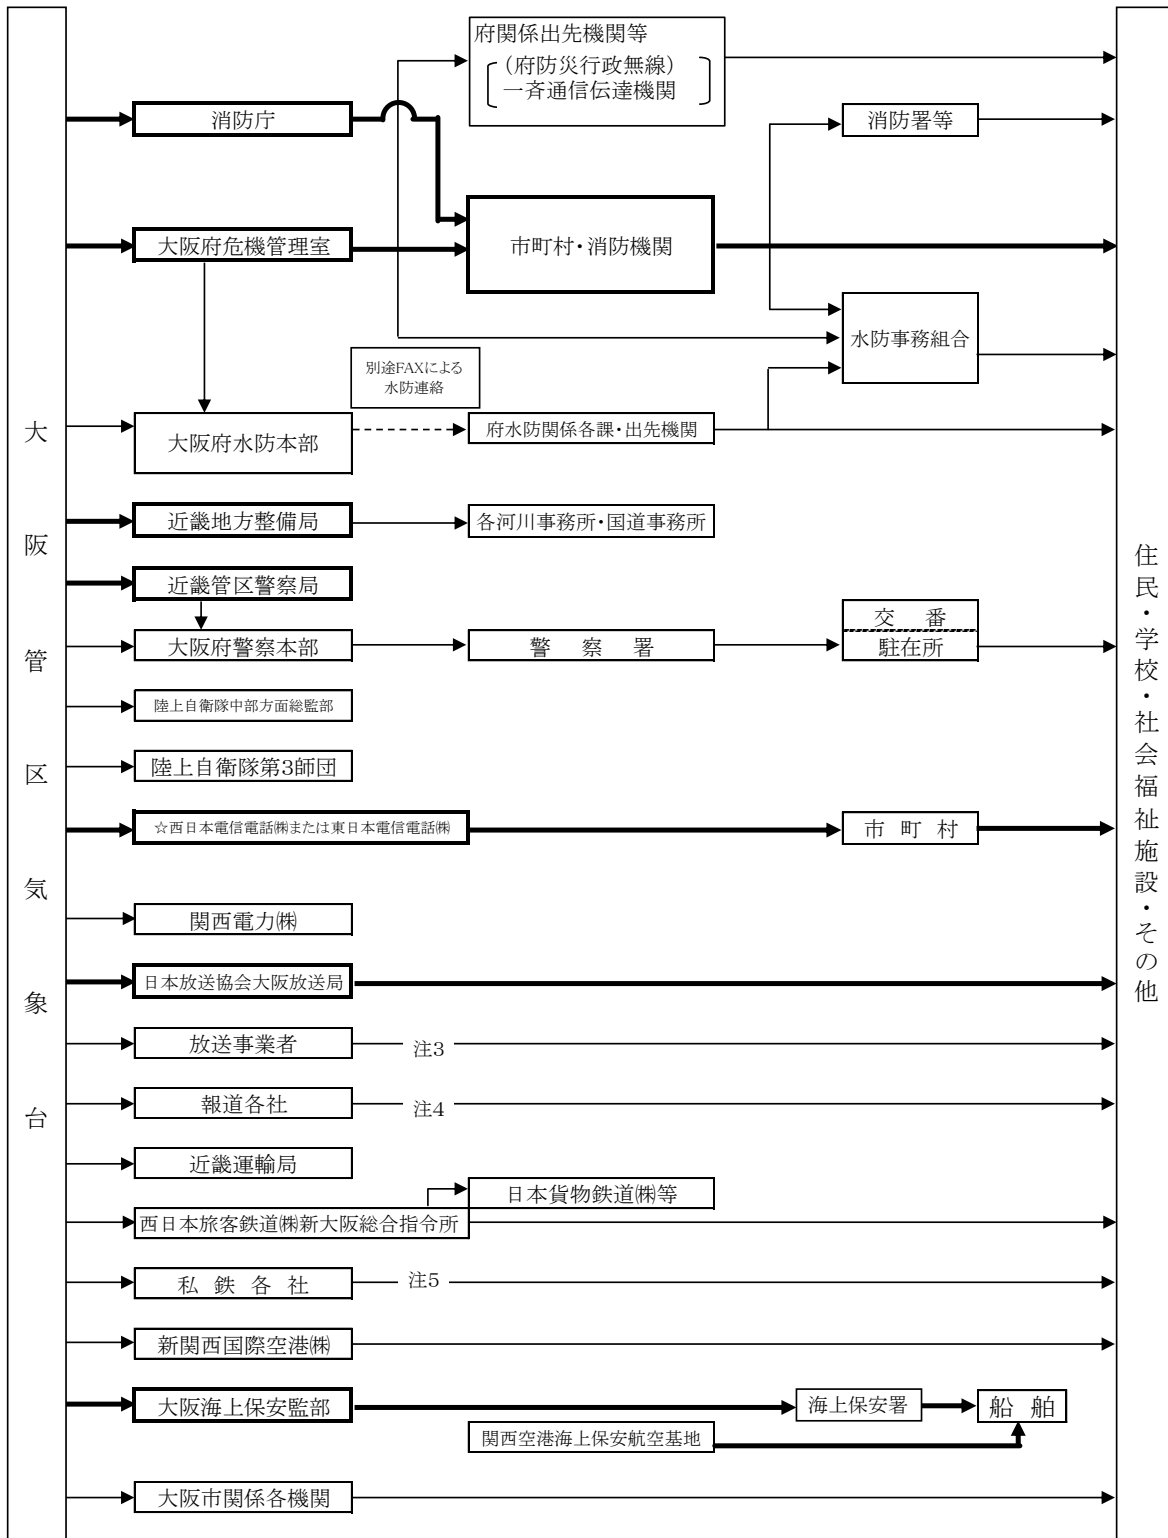 大阪管区気象台
府関係出先機関等
(府防災行政無線)
一斉通信伝達機関
消防庁
消防署等
大阪府危機管理室
市町村・消防機関
水防事務組合
別途FAXによる
水防連絡
大阪府水防本部
府水防関係各課・出先機関
近畿地方整備局
各河川事務所・国道事務所
近畿管区警察局
大阪府警察本部
警 察 署
交 番
駐在所
陸上自衛隊中部方面総監部
陸上自衛隊第3師団
☆西日本電信電話㈱または東日本電信電話㈱
市 町 村
関西電力㈱
日本放送協会大阪放送局
放送事業者
注3
報道各社
注4
近畿運輸局
日本貨物鉄道㈱等
西日本旅客鉄道㈱新大阪総合指令所
私 鉄 各 社
注5
新関西国際空港㈱
大阪海上保安監部
海上保安署
船 舶
関西空港海上保安航空基地
大阪市関係各機関
住民・学校・社会福祉施設・その他